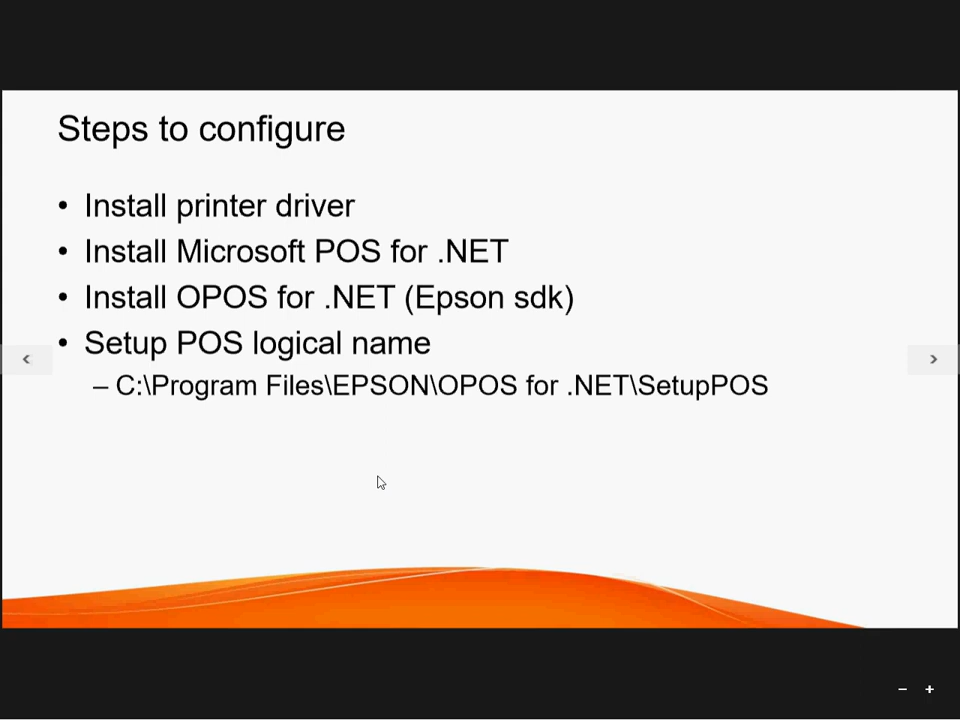 Steps to configure
• Install printer driver
• Install Microsoft POS for .NET
• Install OPOS for .NET (Epson sdk)
• Setup POS logical name
– C:\Program Files\EPSON\OPOS for .NET\SetupPOS